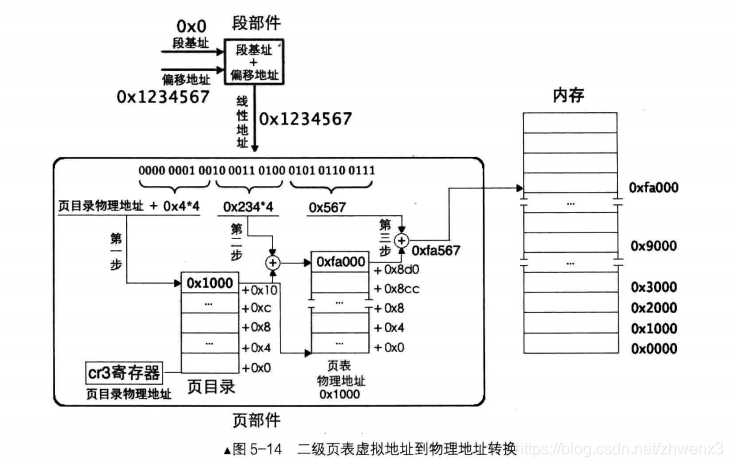 段部件
0x0
段基址
段基址
+
偏移地址
偏移地址
0x1234567
线性地址
0x1234567
内存
0000 0001 0010 0011 0100 0101 0110 0111
页目录物理地址 + 0x4*4
0x234*4
0x567
第一步
第二步
第三步
+
+
0xfa567
0x1000
+0x10
...
+0xc
+0x8
...
+0x4
+0x0
0xfa000
+0x8d0
+0x8cc
...
+0x8
+0x4
...
+0x0
cr3寄存器
页目录物理地址
页目录
页表
物理地址
0x1000
页部件
0xfa000
...
0x9000
...
0x3000
0x2000
0x1000
0x0000
▲图 5-14 二级页表虚拟地址到物理地址转换
https://blog.csdn.net/zhwenx3